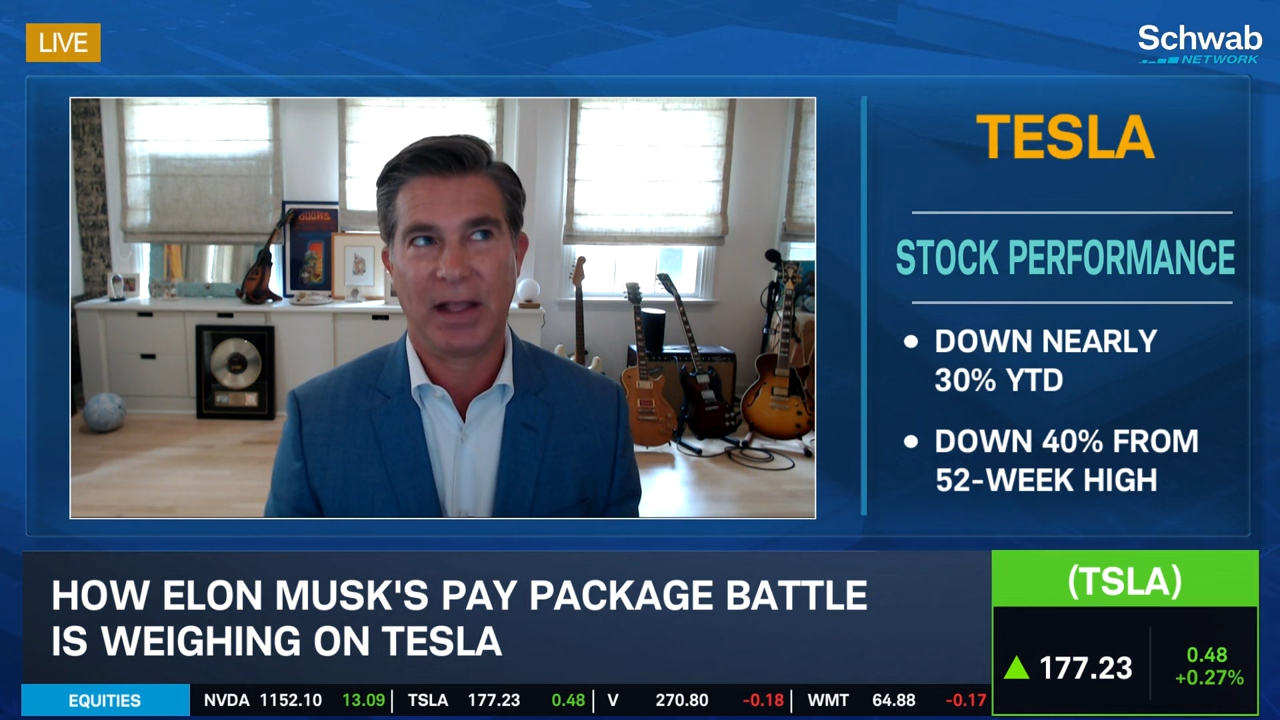 LIVE
Schwab
NETWORK
TESLA
STOCK PERFORMANCE
• DOWN NEARLY
30% YTD
• DOWN 40% FROM
52-WEEK HIGH
DOORS
HOW ELON MUSK'S PAY PACKAGE BATTLE
IS WEIGHING ON TESLA
(TSLA)
▲ 177.23
0.48
+0.27%
EQUITIES
NVDA 1152.10 13.09 | TSLA 177.23 0.48 | V 270.80 -0.18 | WMT 64.88 -0.17